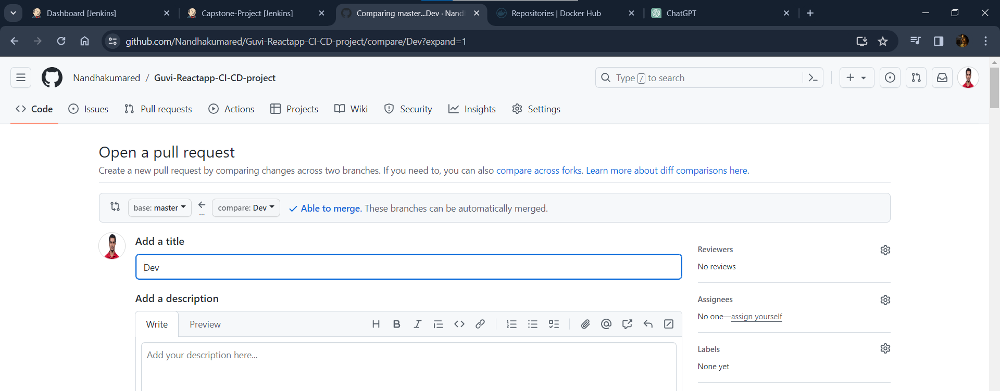 Dashboard [Jenkins]
Capstone-Project [Jenkins]
Comparing master...Dev · Nandh
Repositories | Docker Hub
ChatGPT
github.com/Nandhakumared/Guvi-Reactapp-CI-CD-project/compare/Dev?expand=1
Nandhakumared / Guvi-Reactapp-CI-CD-project
Type / to search
Code
Issues
Pull requests
Actions
Projects
Wiki
Security
Insights
Settings
Open a pull request
Create a new pull request by comparing changes across two branches. If you need to, you can also compare across forks. Learn more about diff comparisons here.
base: master
...
compare: Dev
Able to merge. These branches can be automatically merged.
Add a title
Dev
Add a description
Write
Preview
Add your description here...
Reviewers
No reviews
Assignees
No one—assign yourself
Labels
None yet